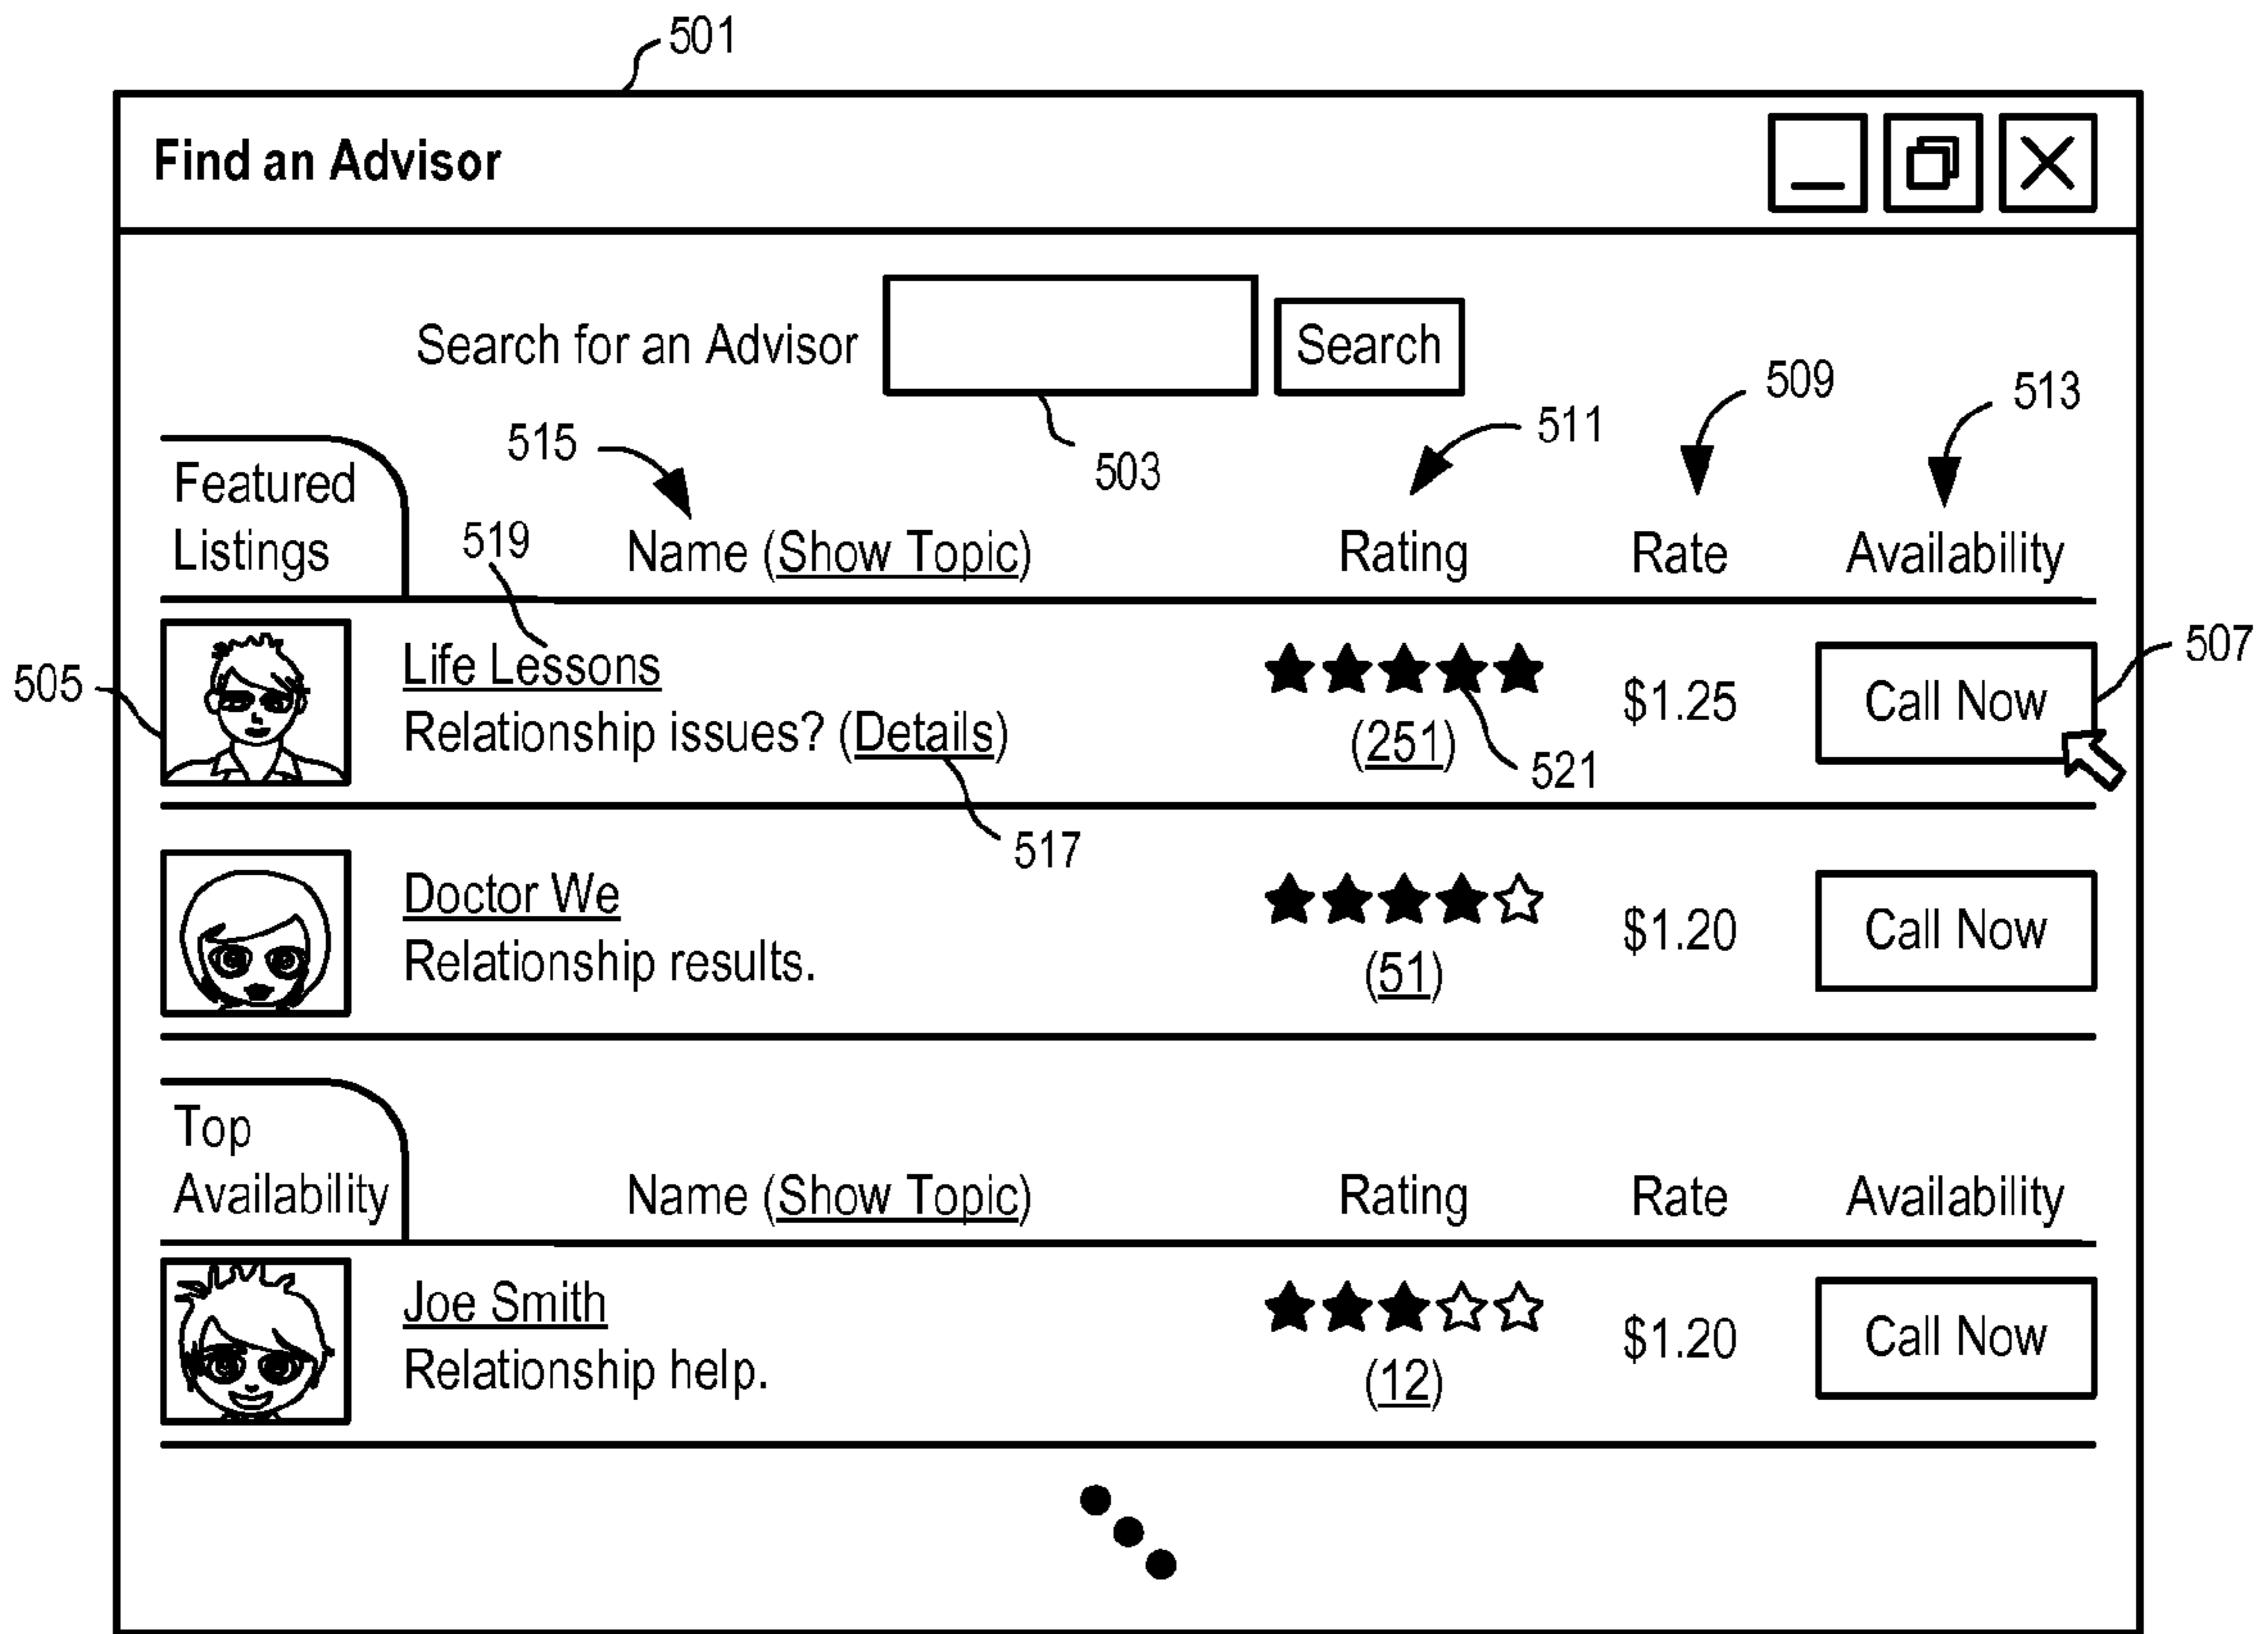 501
Find an Advisor
Search for an Advisor Search
503
515 511 509 513
Featured
Listings
519
Name (Show Topic) Rating Rate Availability
505
Life Lessons
Relationship issues? (Details)
517
(251)
521
$1.25
Call Now
507
Doctor We
Relationship results.
(51)
$1.20
Call Now
Top
Availability
Name (Show Topic) Rating Rate Availability
Joe Smith
Relationship help.
(12)
$1.20
Call Now